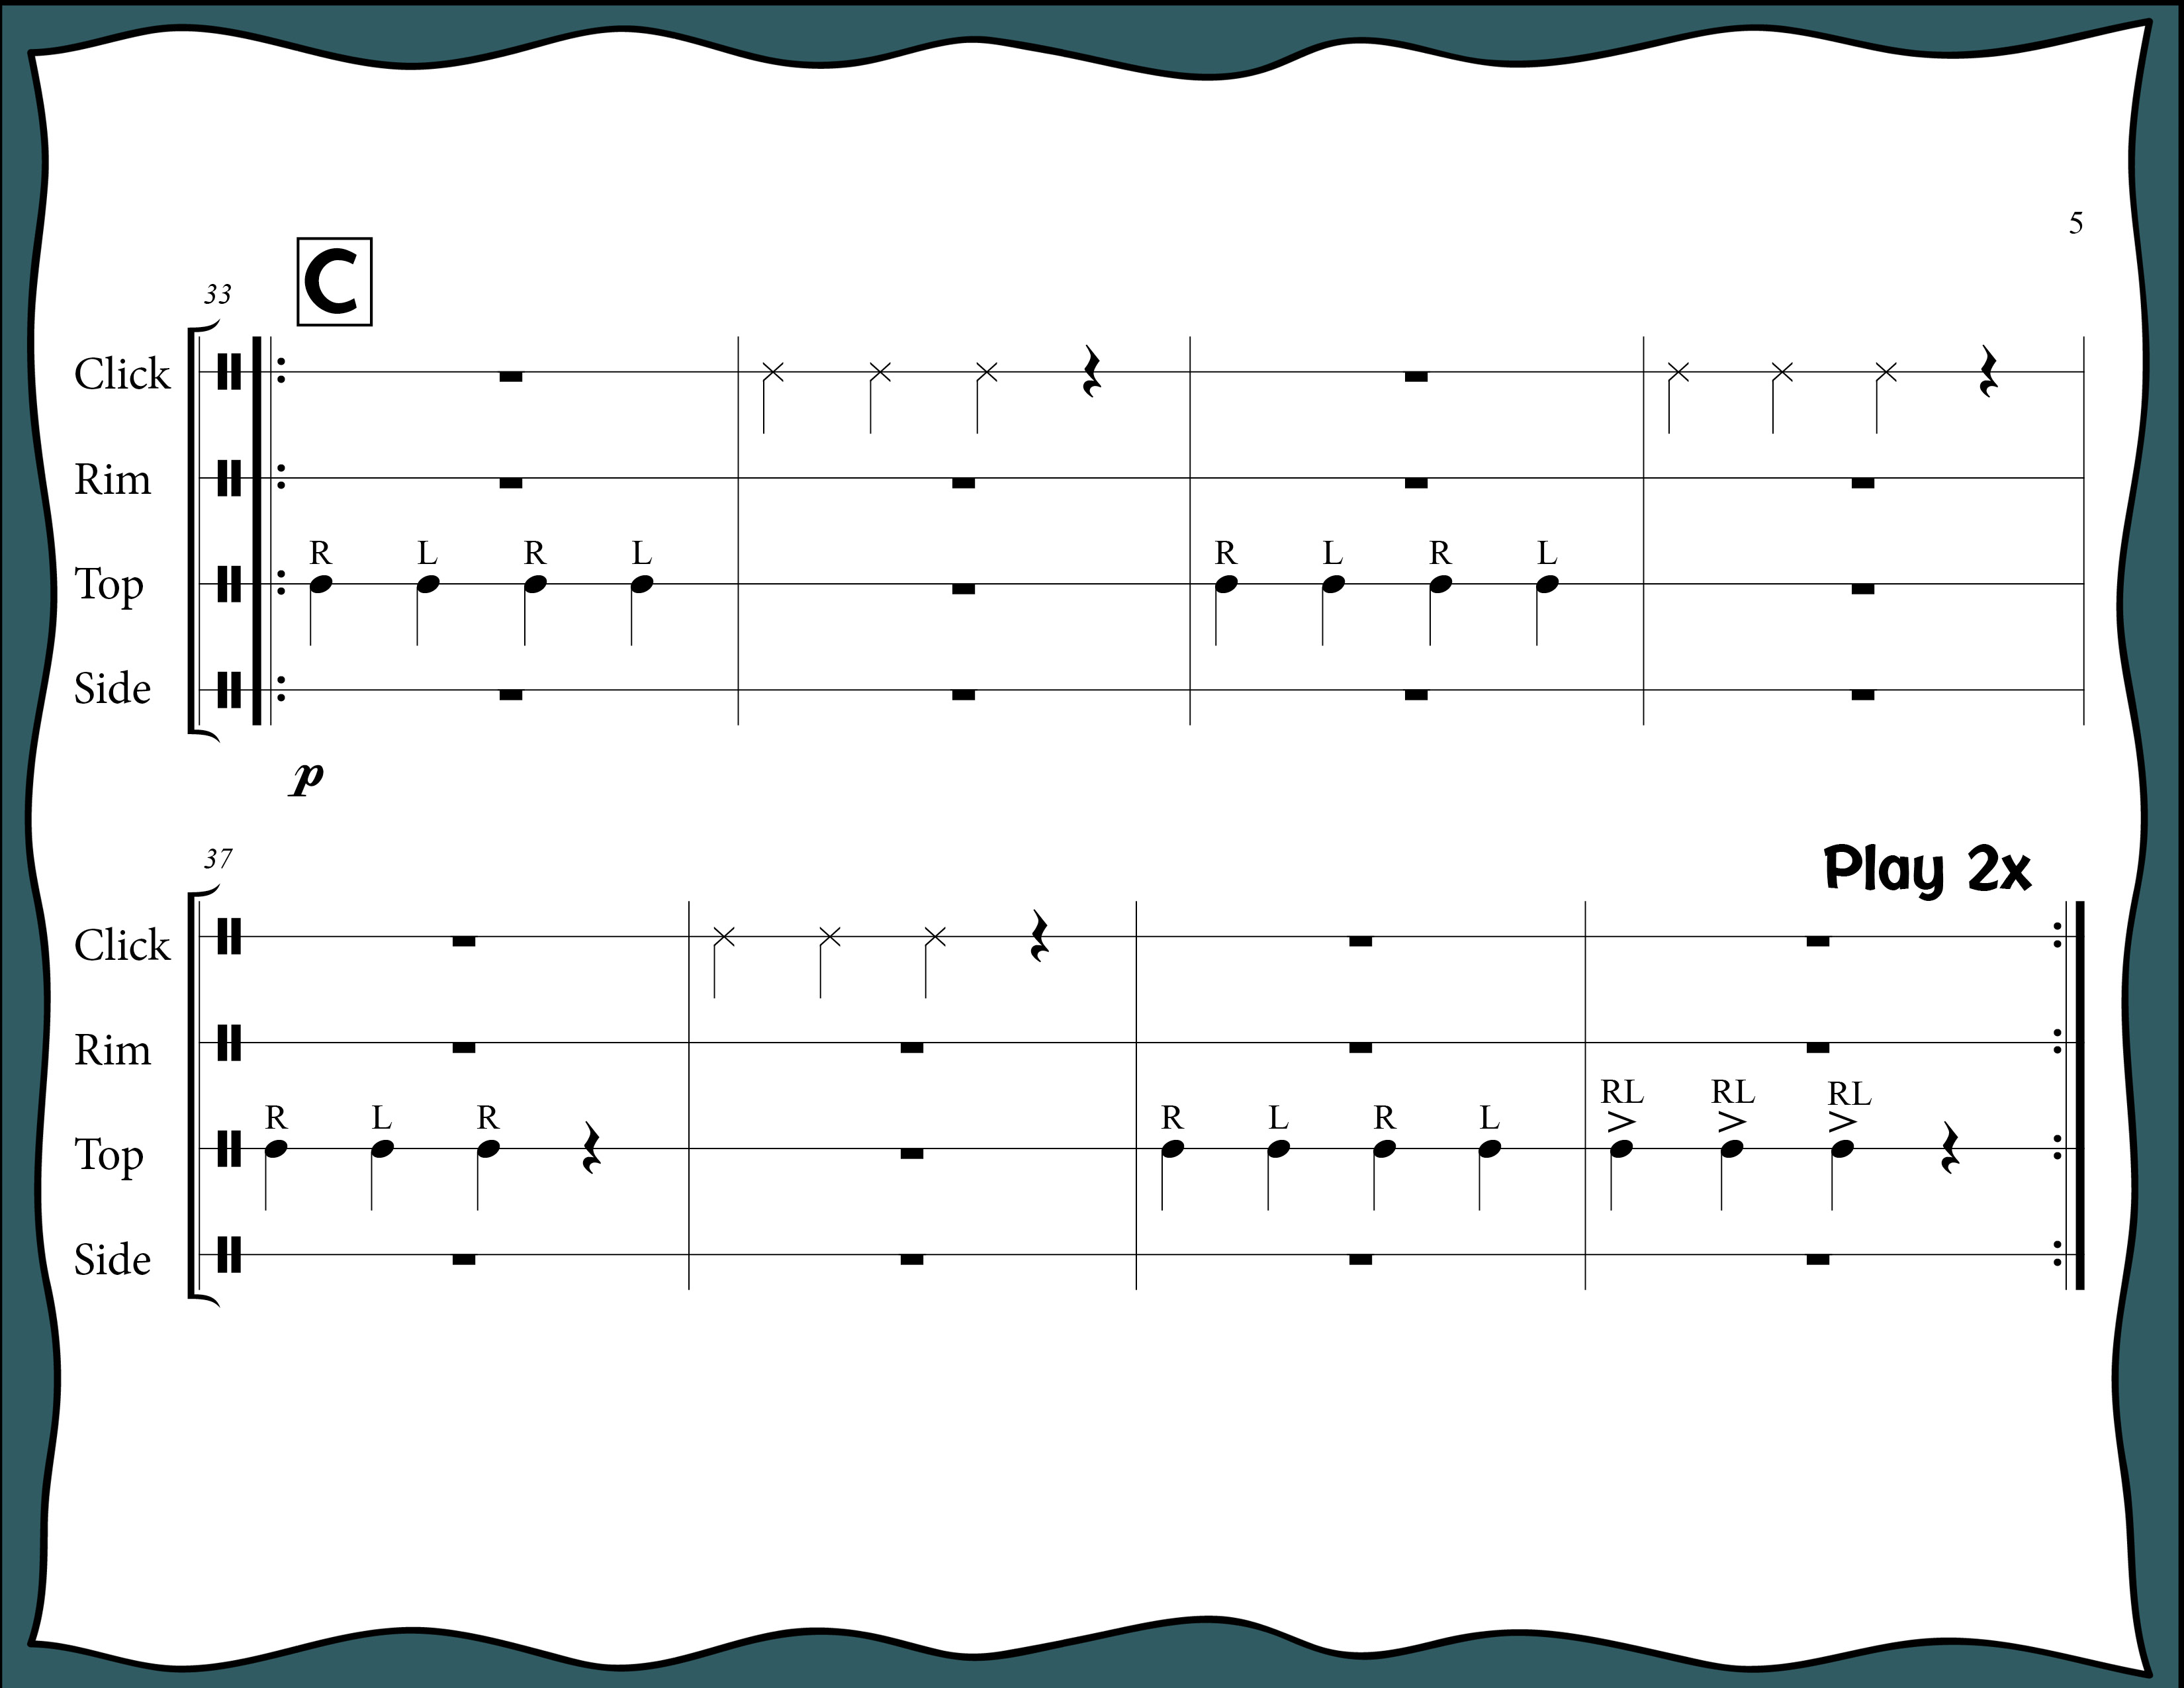 5
C
33
Click
Rim
R L R L R L R L
Top
Side
p
Play 2x
37
Click
Rim
RL RL RL
R L R R L R L
> > >
Top
Side